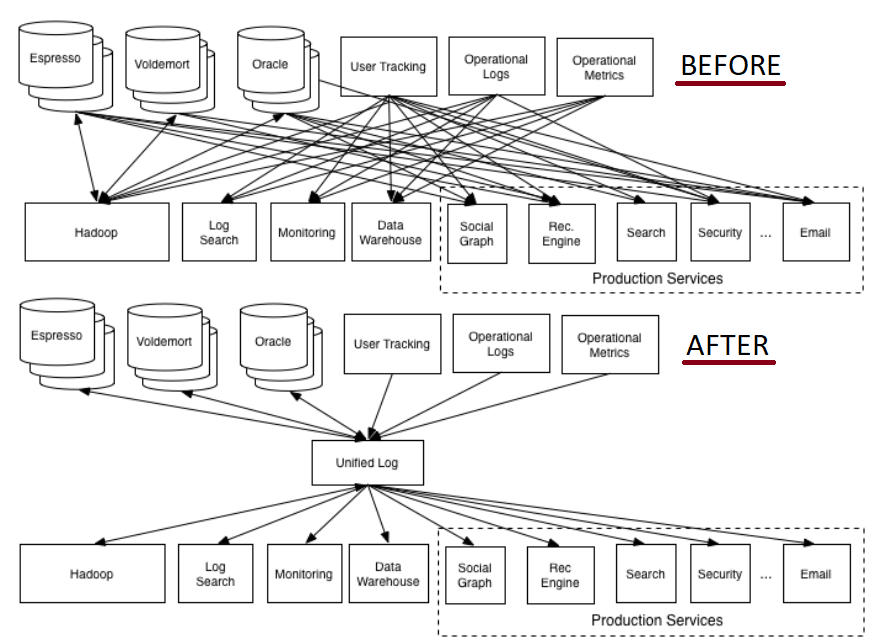 Espresso
Voldemort
Oracle
User Tracking
Operational
Logs
Operational
Metrics
BEFORE
Hadoop
Log
Search
Monitoring
Data
Warehouse
Social
Graph
Rec.
Engine
Search
Security
...
Email
Production Services
Espresso
Voldemort
Oracle
User Tracking
Operational
Logs
Operational
Metrics
AFTER
Unified Log
Hadoop
Log
Search
Monitoring
Data
Warehouse
Social
Graph
Rec
Engine
Search
Security
...
Email
Production Services